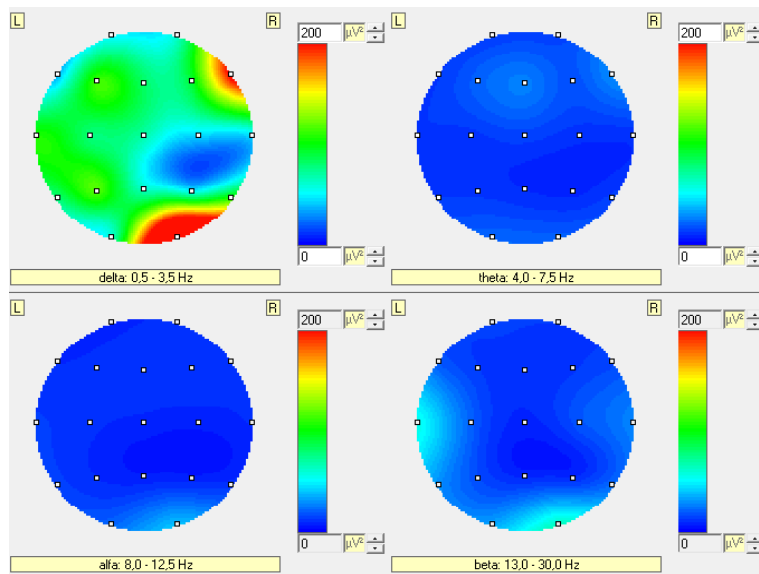 L R
200 µV²
0 µV²
delta: 0,5 - 3,5 Hz
L R
200 µV²
0 µV²
theta: 4,0 - 7,5 Hz
L R
200 µV²
0 µV²
alfa: 8,0 - 12,5 Hz
L R
200 µV²
0 µV²
beta: 13,0 - 30,0 Hz